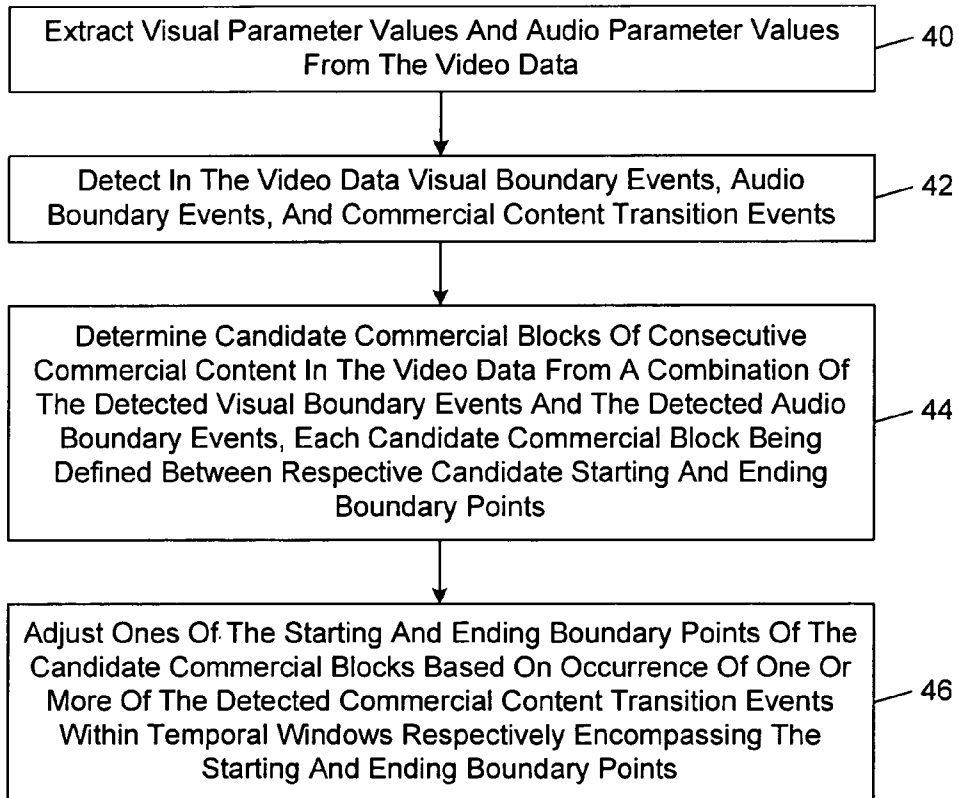 Extract Visual Parameter Values And Audio Parameter Values
From The Video Data
40
Detect In The Video Data Visual Boundary Events, Audio
Boundary Events, And Commercial Content Transition Events
42
Determine Candidate Commercial Blocks Of Consecutive
Commercial Content In The Video Data From A Combination Of
The Detected Visual Boundary Events And The Detected Audio
Boundary Events, Each Candidate Commercial Block Being
Defined Between Respective Candidate Starting And Ending
Boundary Points
44
Adjust Ones Of The Starting And Ending Boundary Points Of The
Candidate Commercial Blocks Based On Occurrence Of One Or
More Of The Detected Commercial Content Transition Events
Within Temporal Windows Respectively Encompassing The
Starting And Ending Boundary Points
46